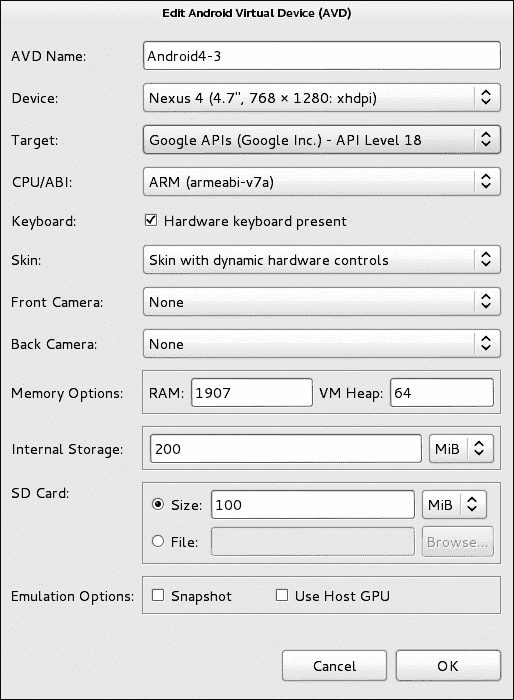 Edit Android Virtual Device (AVD)
AVD Name: Android4-3
Device: Nexus 4 (4.7", 768 × 1280: xhdpi)
Target: Google APIs (Google Inc.) - API Level 18
CPU/ABI: ARM (armeabi-v7a)
Keyboard: Hardware keyboard present
Skin: Skin with dynamic hardware controls
Front Camera: None
Back Camera: None
Memory Options: RAM: 1907 VM Heap: 64
Internal Storage: 200 MiB
SD Card:
Size: 100 MiB
File: Browse...
Emulation Options: Snapshot Use Host GPU
Cancel OK